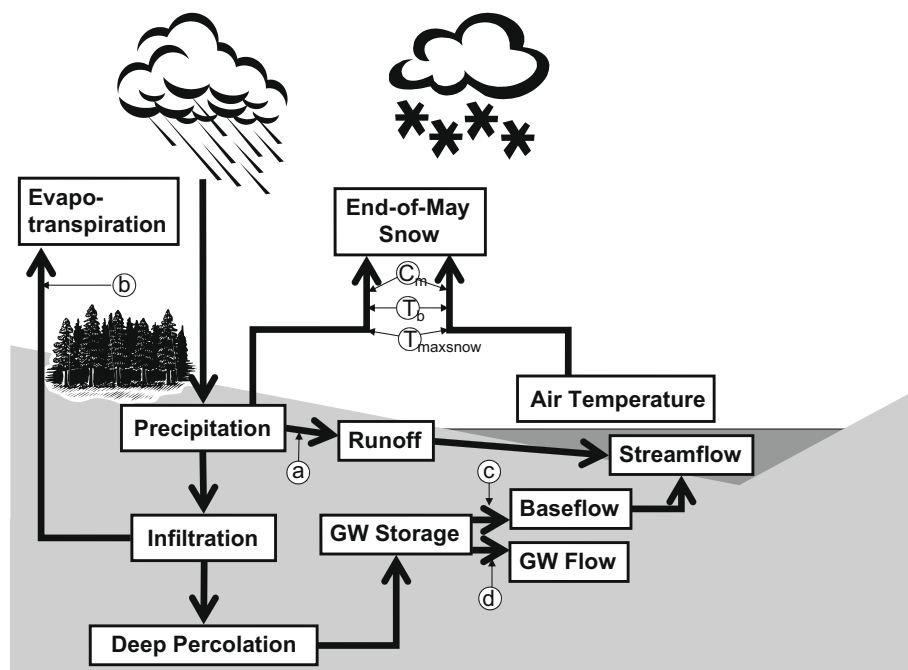 Evapo-
transpiration
End-of-May
Snow
b
Cm
Tb
Tmaxsnow
Air Temperature
Precipitation
a
Runoff
Streamflow
c
Baseflow
Infiltration
GW Storage
GW Flow
d
Deep Percolation